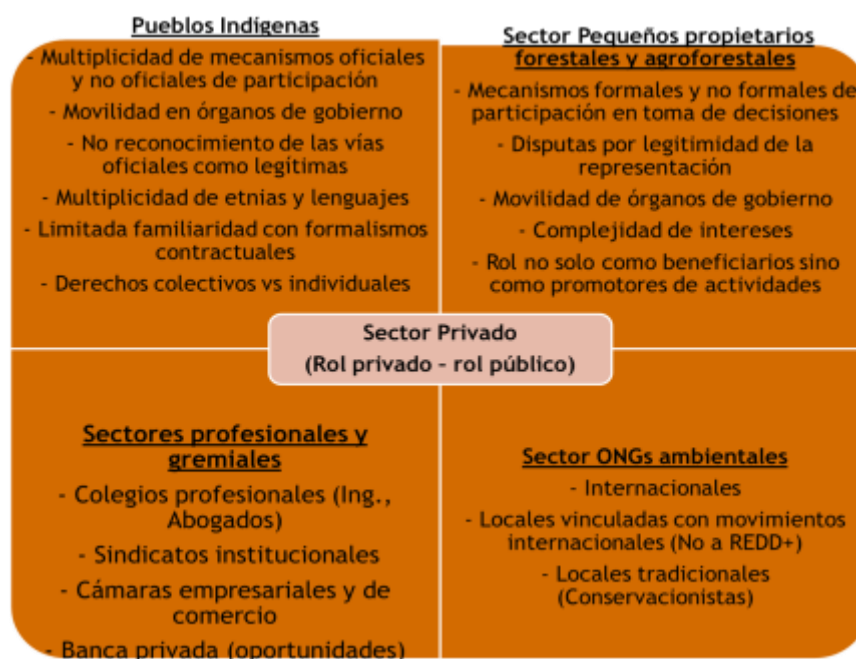 Pueblos Indígenas
- Multiplicidad de mecanismos oficiales
y no oficiales de participación
- Movilidad en órganos de gobierno
- No reconocimiento de las vías
oficiales como legítimas
- Multiplicidad de etnias y lenguajes
- Limitada familiaridad con formalismos
contractuales
- Derechos colectivos vs individuales
Sector Pequeños propietarios
forestales y agroforestales
- Mecanismos formales y no formales de
participación en toma de decisiones
- Disputas por legitimidad de la
representación
- Movilidad de órganos de gobierno
- Complejidad de intereses
- Rol no solo como beneficiarios sino
como promotores de actividades
Sector Privado
(Rol privado - rol público)
Sectores profesionales y
gremiales
- Colegios profesionales (Ing.,
Abogados)
- Sindicatos institucionales
- Cámaras empresariales y de
comercio
- Banca privada (oportunidades)
Sector ONGs ambientales
- Internacionales
- Locales vinculadas con movimientos
internacionales (No a REDD+)
- Locales tradicionales
(Conservacionistas)